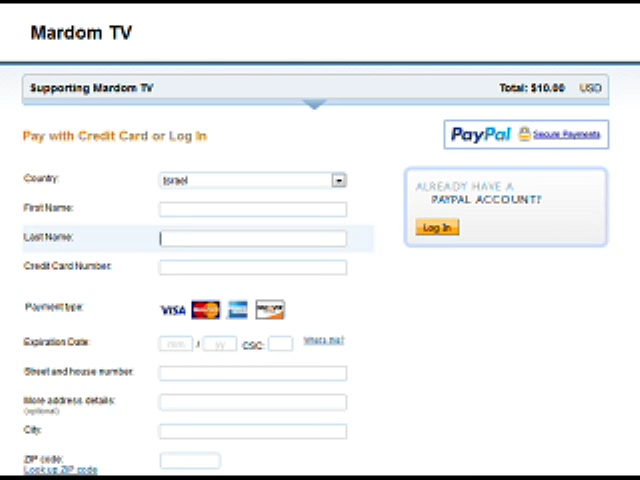 Mardom TV
Supporting Mardom TV
Total: $10.00 USD
Pay with Credit Card or Log In
PayPal Secure Payments
Country:
Israel
ALREADY HAVE A
PAYPAL ACCOUNT?
Log In
First Name:
Last Name:
Credit Card Number:
Payment type:
VISA MasterCard
Expiration Date:
mm / yy CSC: What's this?
Street and house number:
More address details:
(optional)
City:
ZIP code:
Look up ZIP code